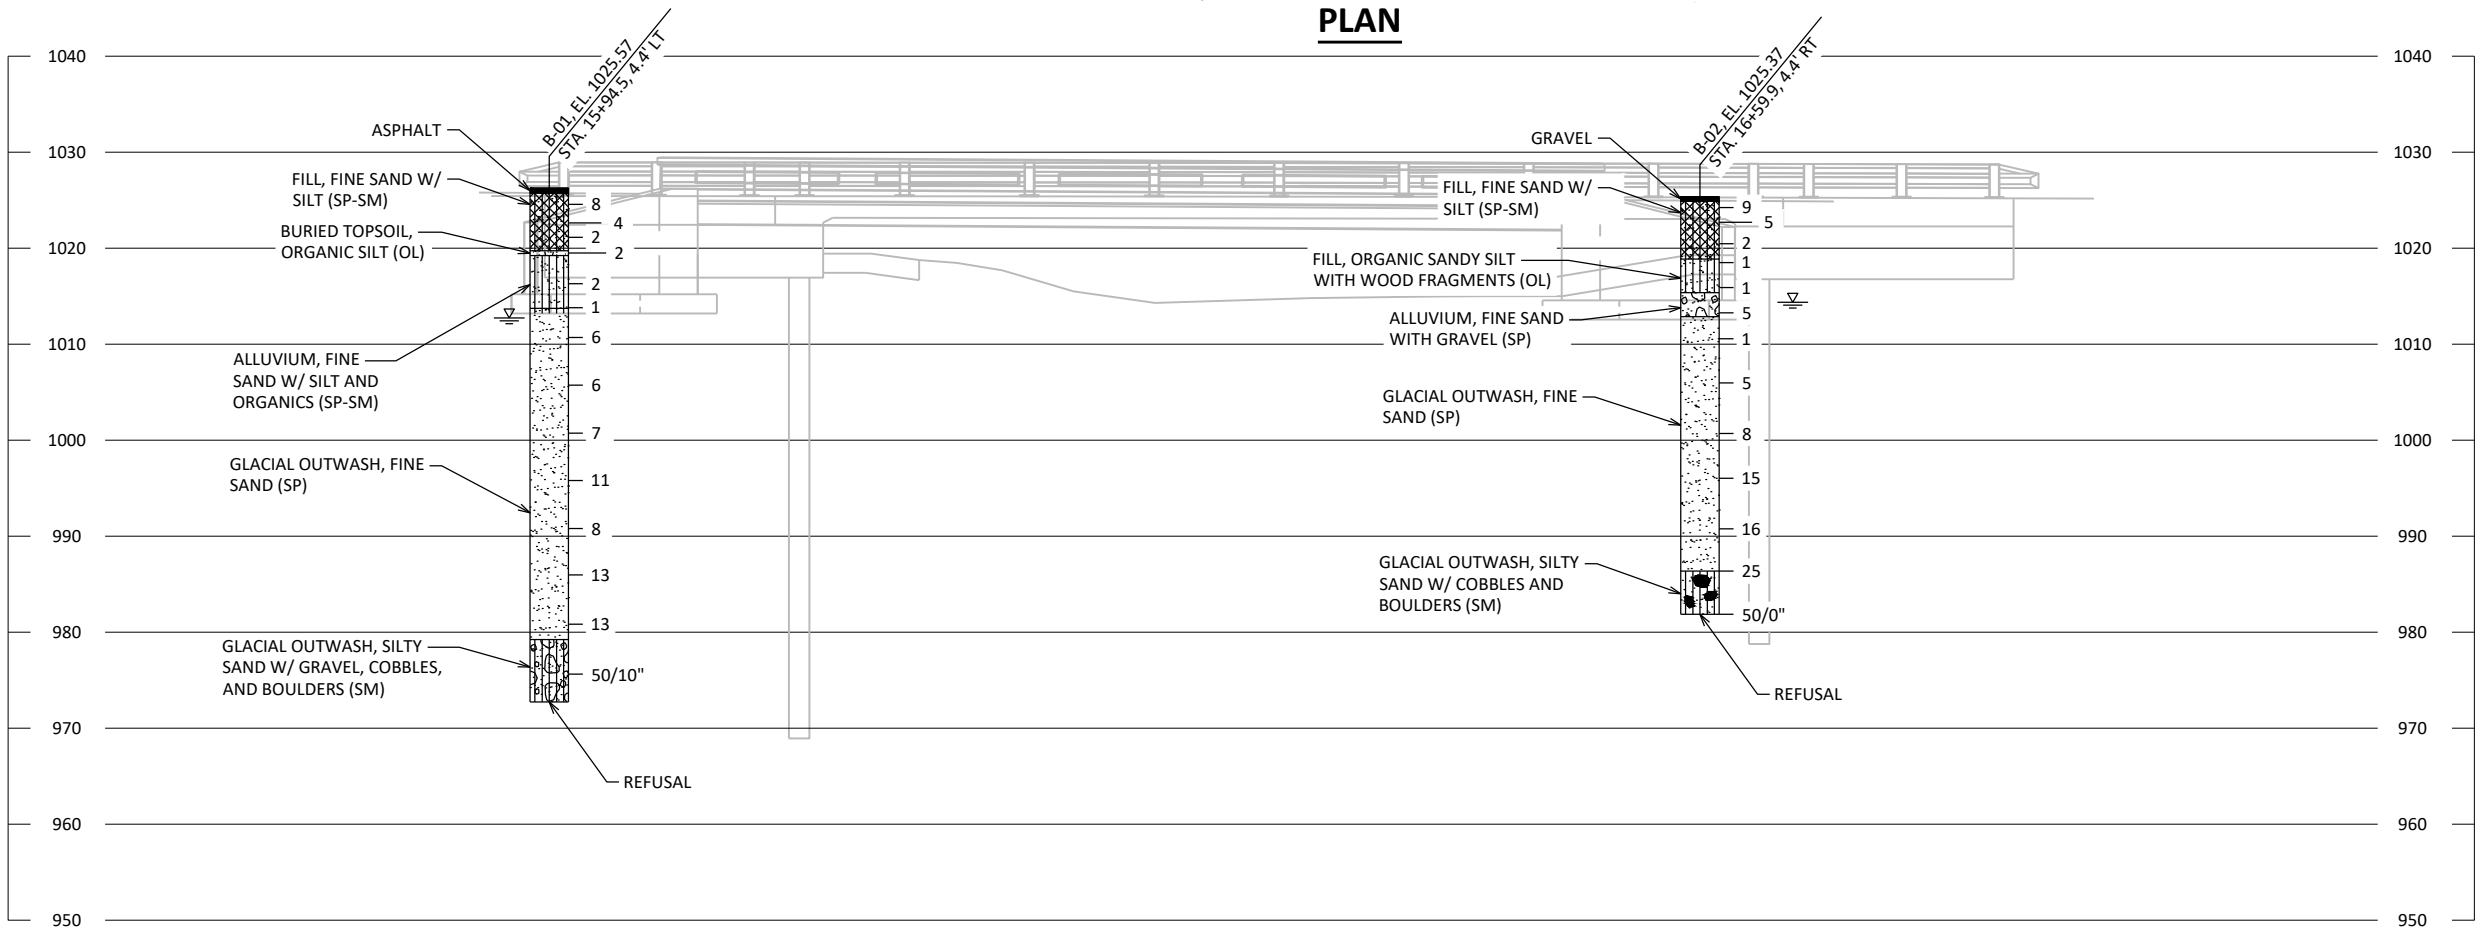 PLAN
1040
1030
1020
1010
1000
990
980
970
960
950
B-01, EL. 1025.57
STA. 15+94.5, 4.4' LT
ASPHALT
FILL, FINE SAND W/
SILT (SP-SM)
BURIED TOPSOIL,
ORGANIC SILT (OL)
ALLUVIUM, FINE
SAND W/ SILT AND
ORGANICS (SP-SM)
GLACIAL OUTWASH, FINE
SAND (SP)
GLACIAL OUTWASH, SILTY
SAND W/ GRAVEL, COBBLES,
AND BOULDERS (SM)
8
4
2
2
2
1
6
6
7
11
8
13
13
50/10"
REFUSAL
B-02, EL. 1025.37
STA. 16+59.9, 4.4' RT
GRAVEL
FILL, FINE SAND W/
SILT (SP-SM)
FILL, ORGANIC SANDY SILT
WITH WOOD FRAGMENTS (OL)
ALLUVIUM, FINE SAND
WITH GRAVEL (SP)
GLACIAL OUTWASH, FINE
SAND (SP)
GLACIAL OUTWASH, SILTY
SAND W/ COBBLES AND
BOULDERS (SM)
9
5
2
1
1
5
1
5
8
15
16
25
50/0"
REFUSAL
1040
1030
1020
1010
1000
990
980
970
960
950